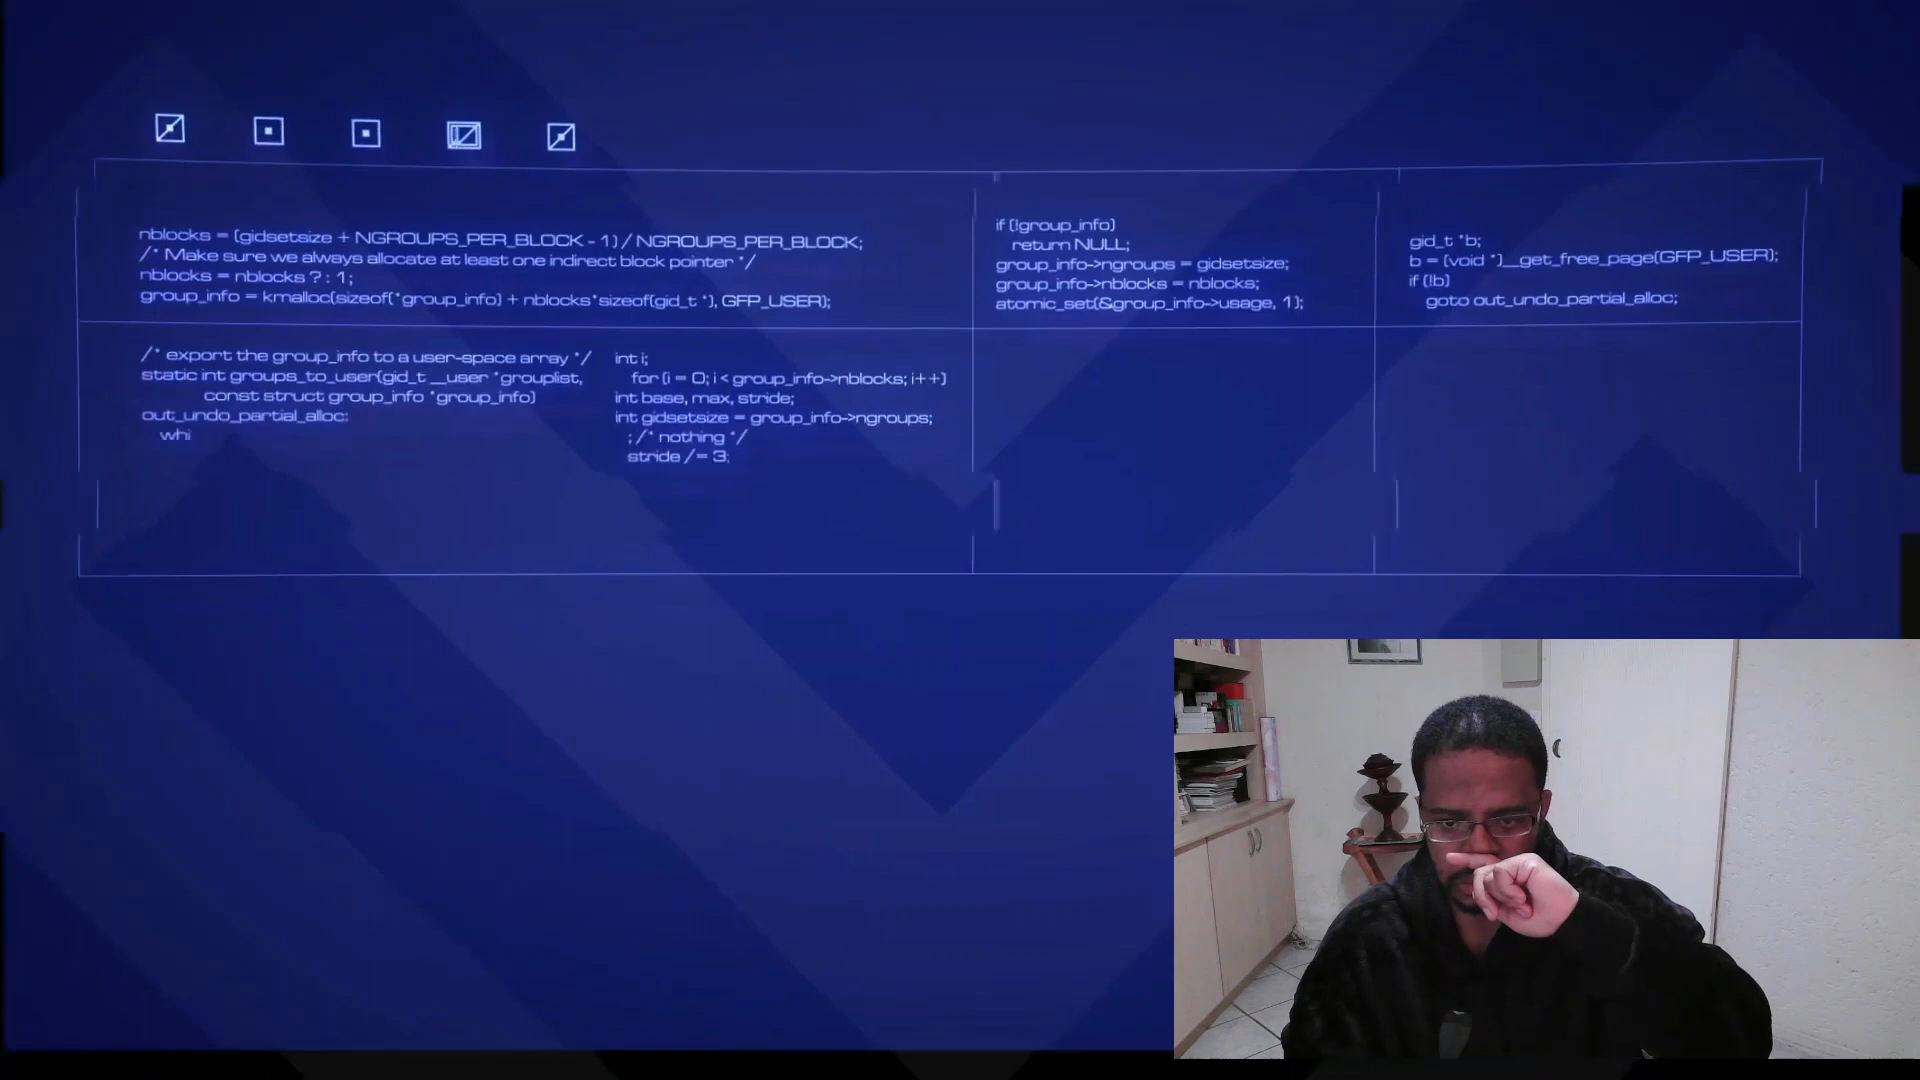 nblocks = (gidsetsize + NGROUPS_PER_BLOCK - 1) / NGROUPS_PER_BLOCK;
/* Make sure we always allocate at least one indirect block pointer */
nblocks = nblocks ? : 1;
group_info = kmalloc(sizeof(*group_info) + nblocks*sizeof(gid_t *), GFP_USER);
if (!group_info)
return NULL;
group_info->ngroups = gidsetsize;
group_info->nblocks = nblocks;
atomic_set(&group_info->usage, 1);
gid_t *b;
b = (void *)__get_free_page(GFP_USER);
if (!b)
goto out_undo_partial_alloc;
/* export the group_info to a user-space array */
static int groups_to_user(gid_t __user *grouplist,
const struct group_info *group_info)
out_undo_partial_alloc:
whi
int i;
for (i = 0; i < group_info->nblocks; i++)
int base, max, stride;
int gidsetsize = group_info->ngroups;
; /* nothing */
stride /= 3;